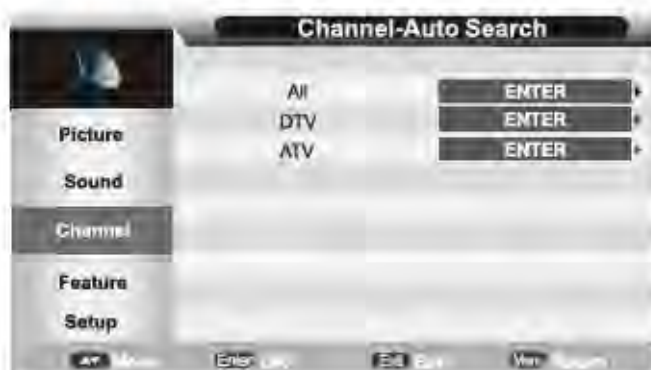 Channel-Auto Search
All ENTER
DTV ENTER
ATV ENTER
Picture
Sound
Channel
Feature
Setup
Enter
Exit